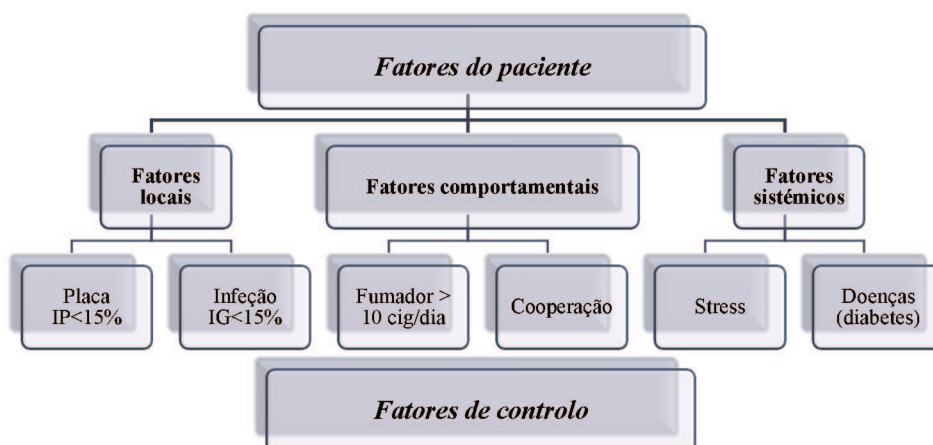 Fatores do paciente
Fatores
locais
Fatores comportamentais
Fatores
sistémicos
Placa
IP<15%
Infeção
IG<15%
Fumador >
10 cig/dia
Cooperação
Stress
Doenças
(diabetes)
Fatores de controlo